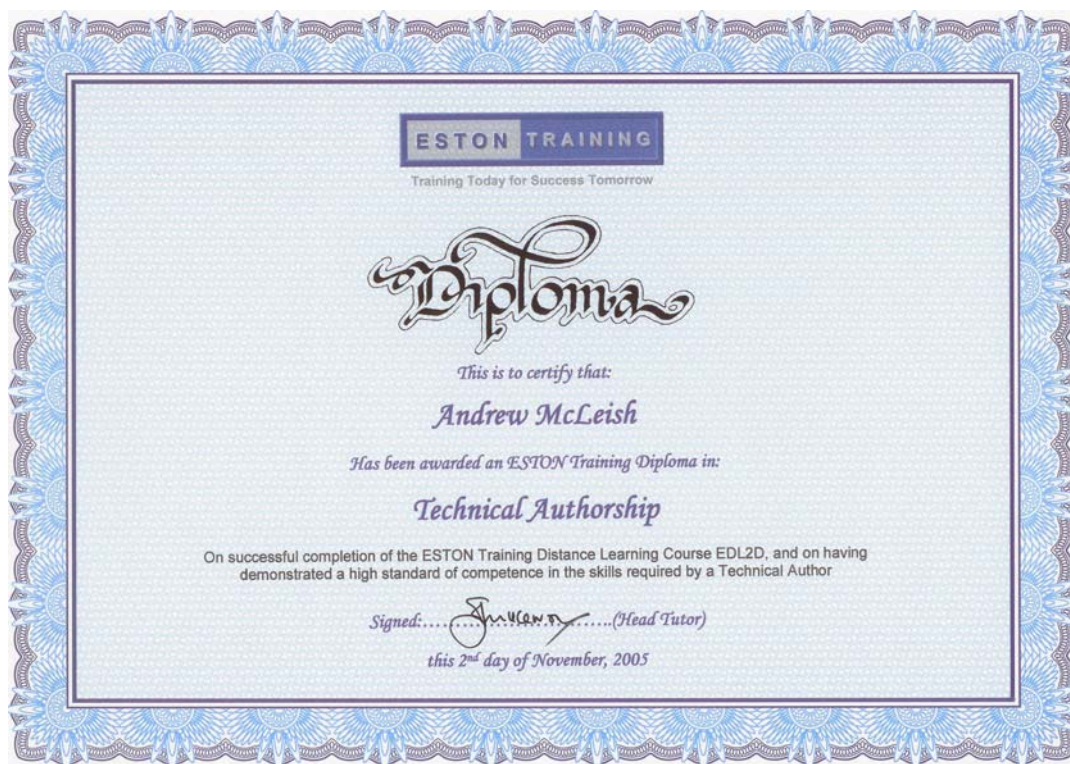 ESTON TRAINING
Training Today for Success Tomorrow
Diploma
This is to certify that:
Andrew McLeish
Has been awarded an ESTON Training Diploma in:
Technical Authorship
On successful completion of the ESTON Training Distance Learning Course EDL2D, and on having
demonstrated a high standard of competence in the skills required by a Technical Author
Signed:..............................(Head Tutor)
this 2nd day of November, 2005